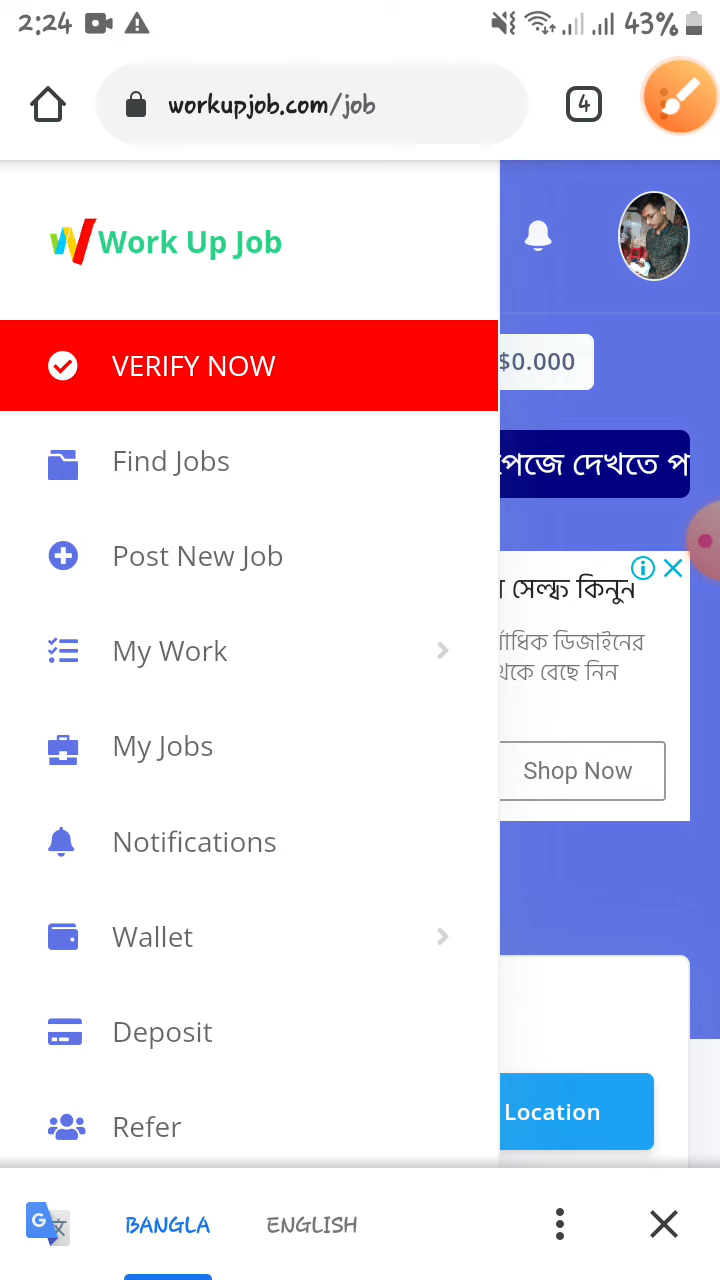 2:24
43%
workupjob.com/job
4
Work Up Job
VERIFY NOW
$0.000
Find Jobs
পেজে দেখতে
Post New Job
সেল্ফ কিনুন
ডিজাইনের
My Work
থেকে বেছে নিন
My Jobs
Shop Now
Notifications
Wallet
Deposit
Location
Refer
BANGLA
ENGLISH